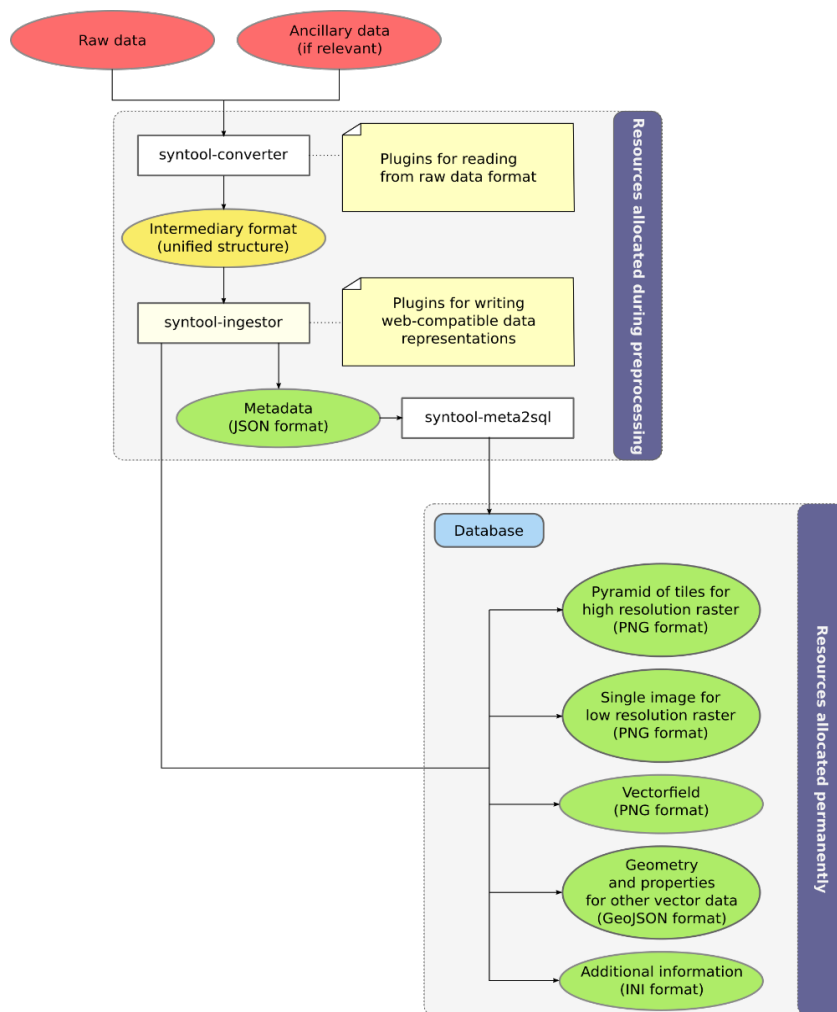 Raw data
Ancillary data
(if relevant)
syntool-converter
Plugins for reading
from raw data format
Resources allocated during preprocessing
Intermediary format
(unified structure)
syntool-ingestor
Plugins for writing
web-compatible data
representations
Metadata
(JSON format)
syntool-meta2sql
Database
Pyramid of tiles for
high resolution raster
(PNG format)
Resources allocated permanently
Single image for
low resolution raster
(PNG format)
Vectorfield
(PNG format)
Geometry
and properties
for other vector data
(GeoJSON format)
Additional information
(INI format)